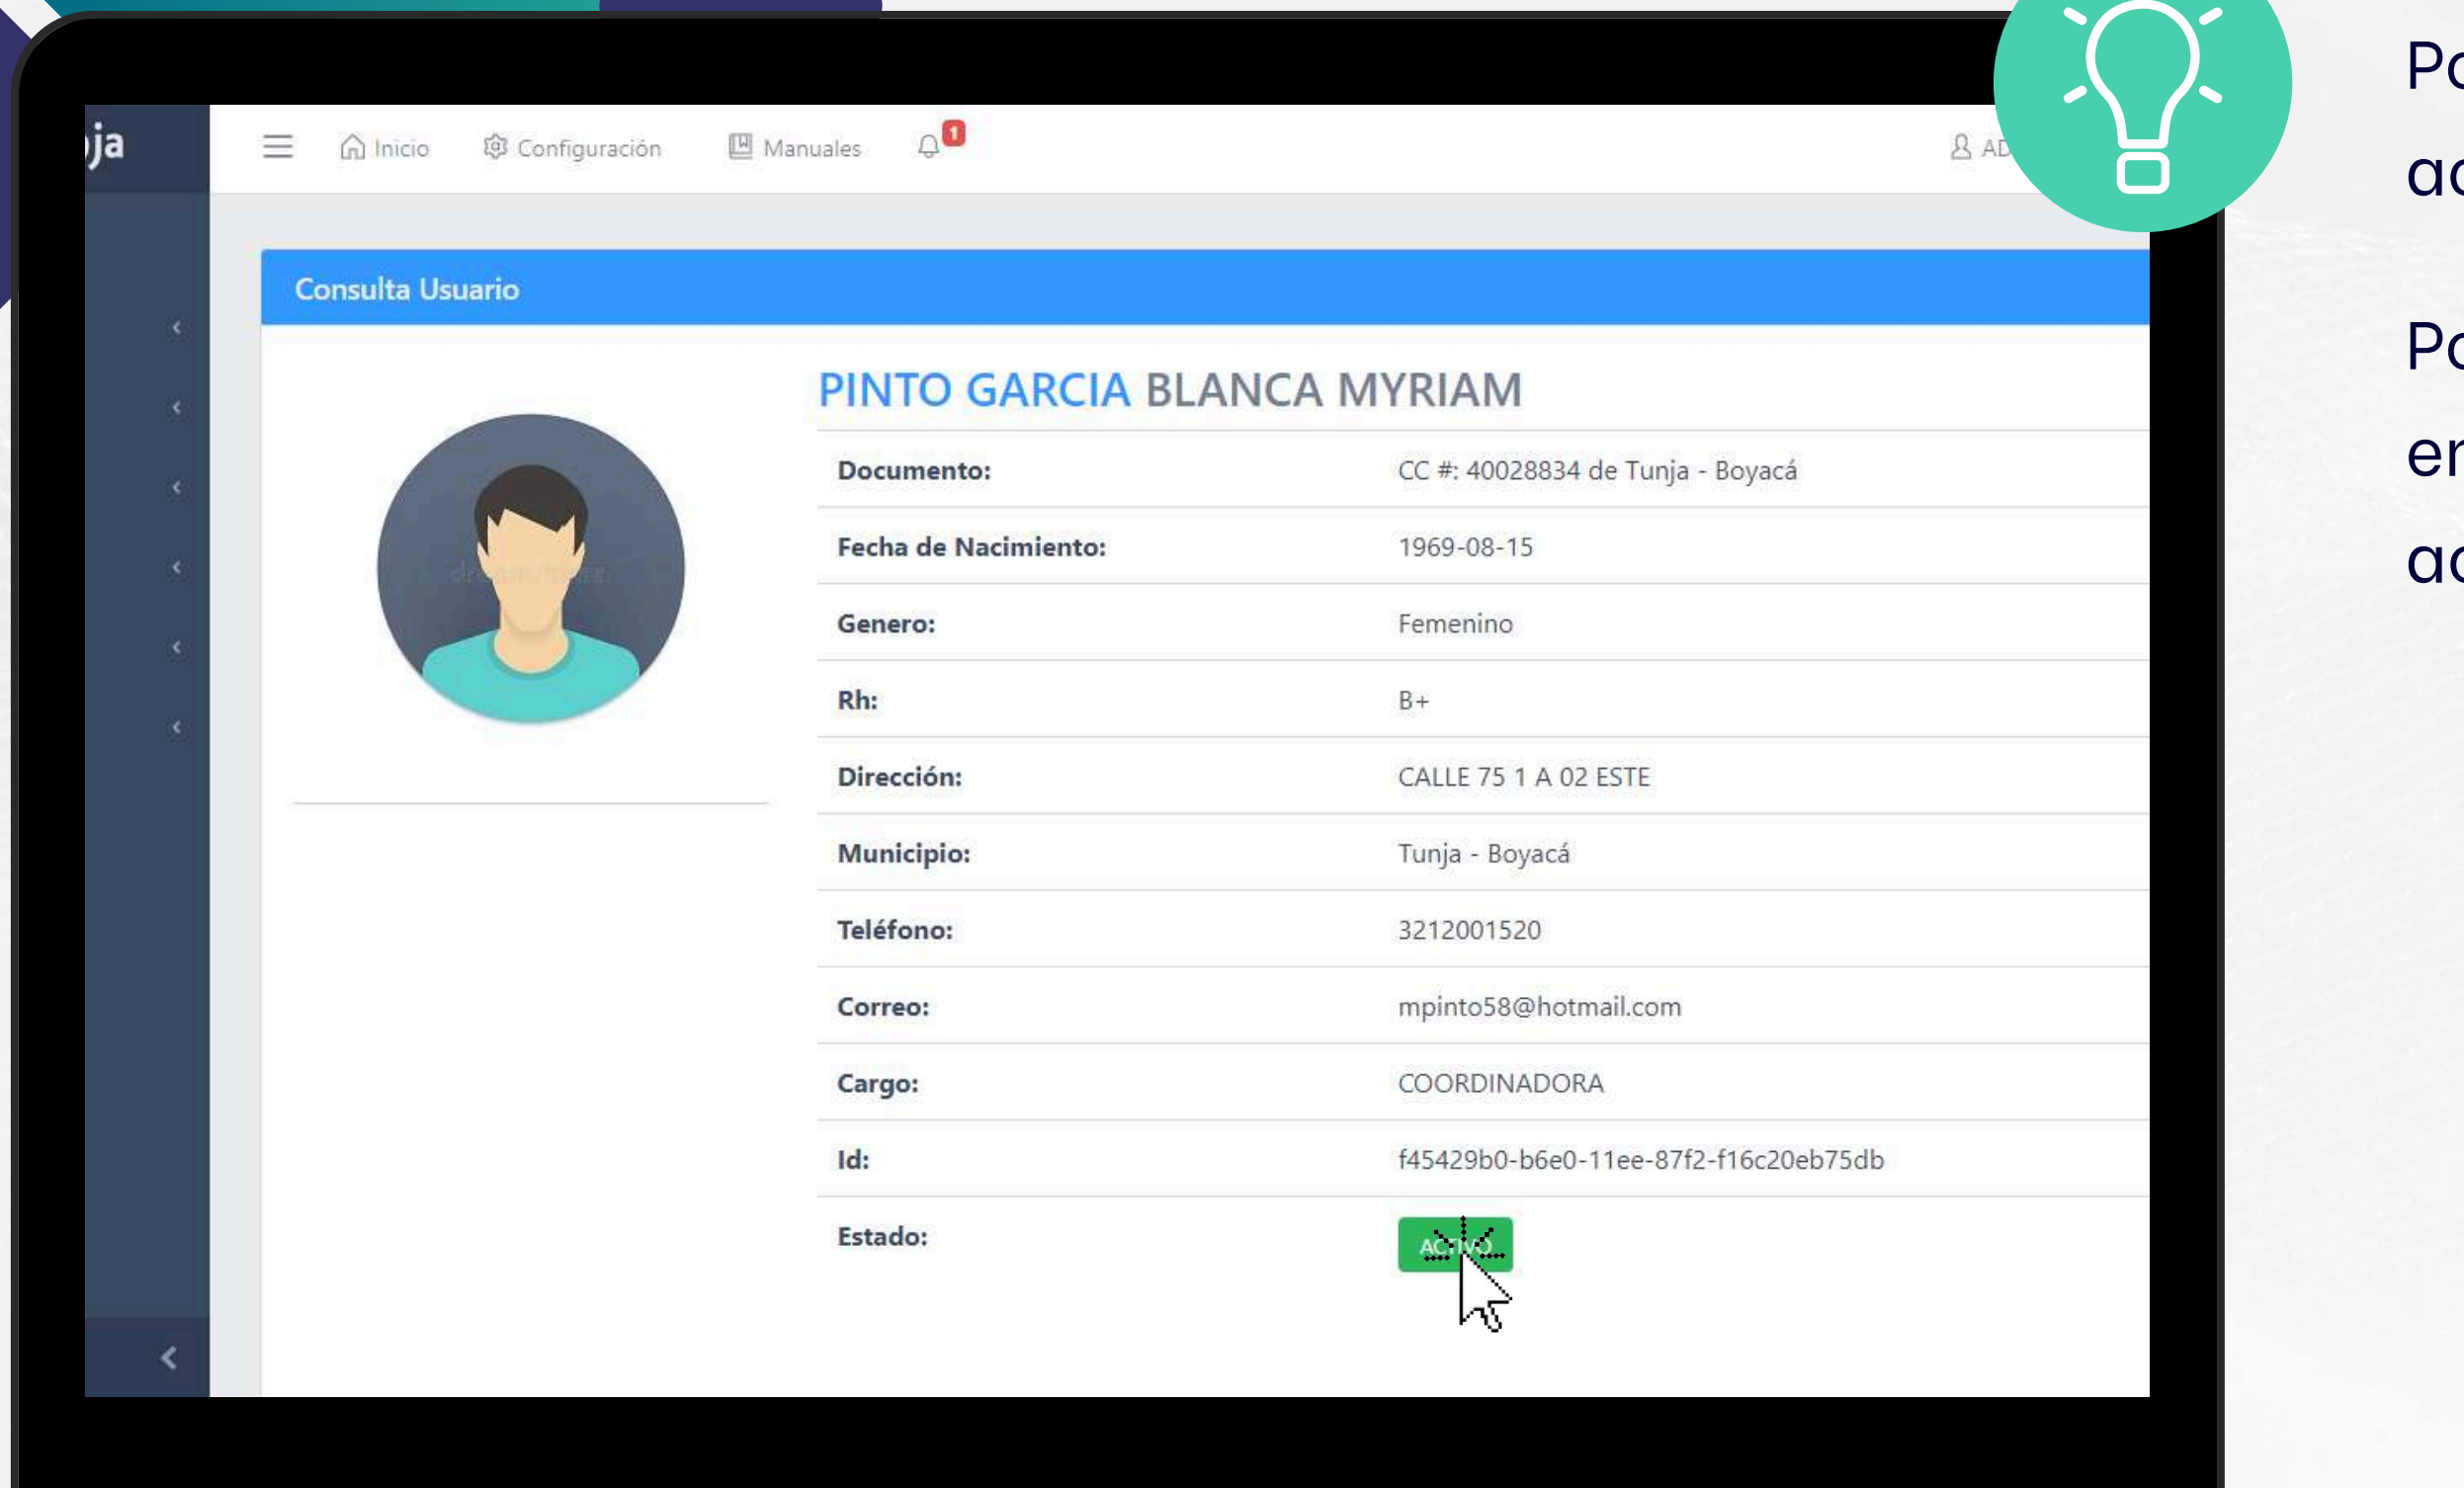 Inicio Configuración Manuales 1
Consulta Usuario
PINTO GARCIA BLANCA MYRIAM
Documento: CC #: 40028834 de Tunja - Boyacá
Fecha de Nacimiento: 1969-08-15
Genero: Femenino
Rh: B+
Dirección: CALLE 75 1 A 02 ESTE
Municipio: Tunja - Boyacá
Teléfono: 3212001520
Correo: mpinto58@hotmail.com
Cargo: COORDINADORA
Id: f45429b0-b6e0-11ee-87f2-f16c20eb75db
Estado: ACTIVO